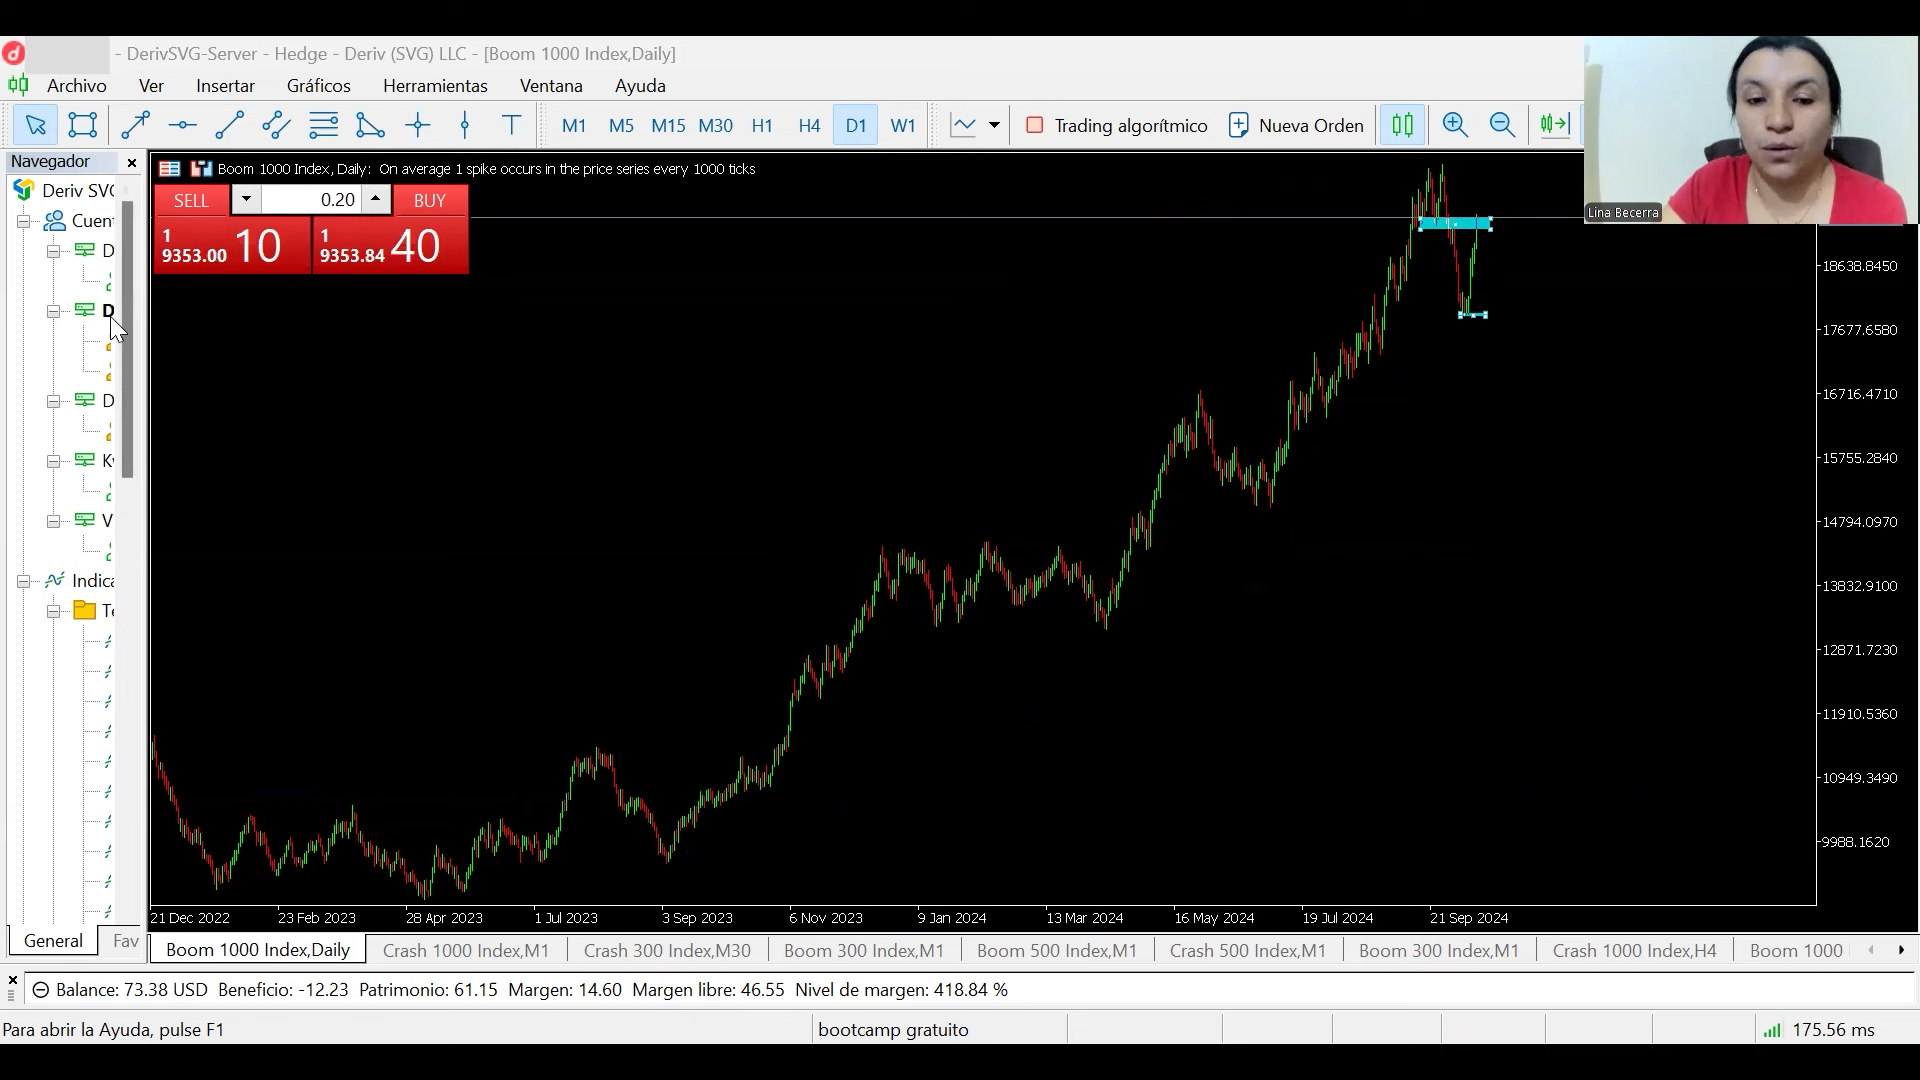 - DerivSVG-Server - Hedge - Deriv (SVG) LLC - [Boom 1000 Index,Daily]
Archivo Ver Insertar Gráficos Herramientas Ventana Ayuda
M1 M5 M15 M30 H1 H4 D1 W1 Trading algorítmico Nueva Orden
Lina Becerra
Navegador
Deriv SV
Cuent
D
D
D
K
V
Indica
Te
General Fav
Boom 1000 Index, Daily: On average 1 spike occurs in the price series every 1000 ticks
SELL 0.20 BUY
1 9353.00 10 1 9353.84 40
18638.8450
17677.6580
16716.4710
15755.2840
14794.0970
13832.9100
12871.7230
11910.5360
10949.3490
9988.1620
21 Dec 2022 23 Feb 2023 28 Apr 2023 1 Jul 2023 3 Sep 2023 6 Nov 2023 9 Jan 2024 13 Mar 2024 16 May 2024 19 Jul 2024 21 Sep 2024
Boom 1000 Index,Daily Crash 1000 Index,M1 Crash 300 Index,M30 Boom 300 Index,M1 Boom 500 Index,M1 Crash 500 Index,M1 Boom 300 Index,M1 Crash 1000 Index,H4 Boom 1000
Balance: 73.38 USD Beneficio: -12.23 Patrimonio: 61.15 Margen: 14.60 Margen libre: 46.55 Nivel de margen: 418.84 %
Para abrir la Ayuda, pulse F1 bootcamp gratuito 175.56 ms